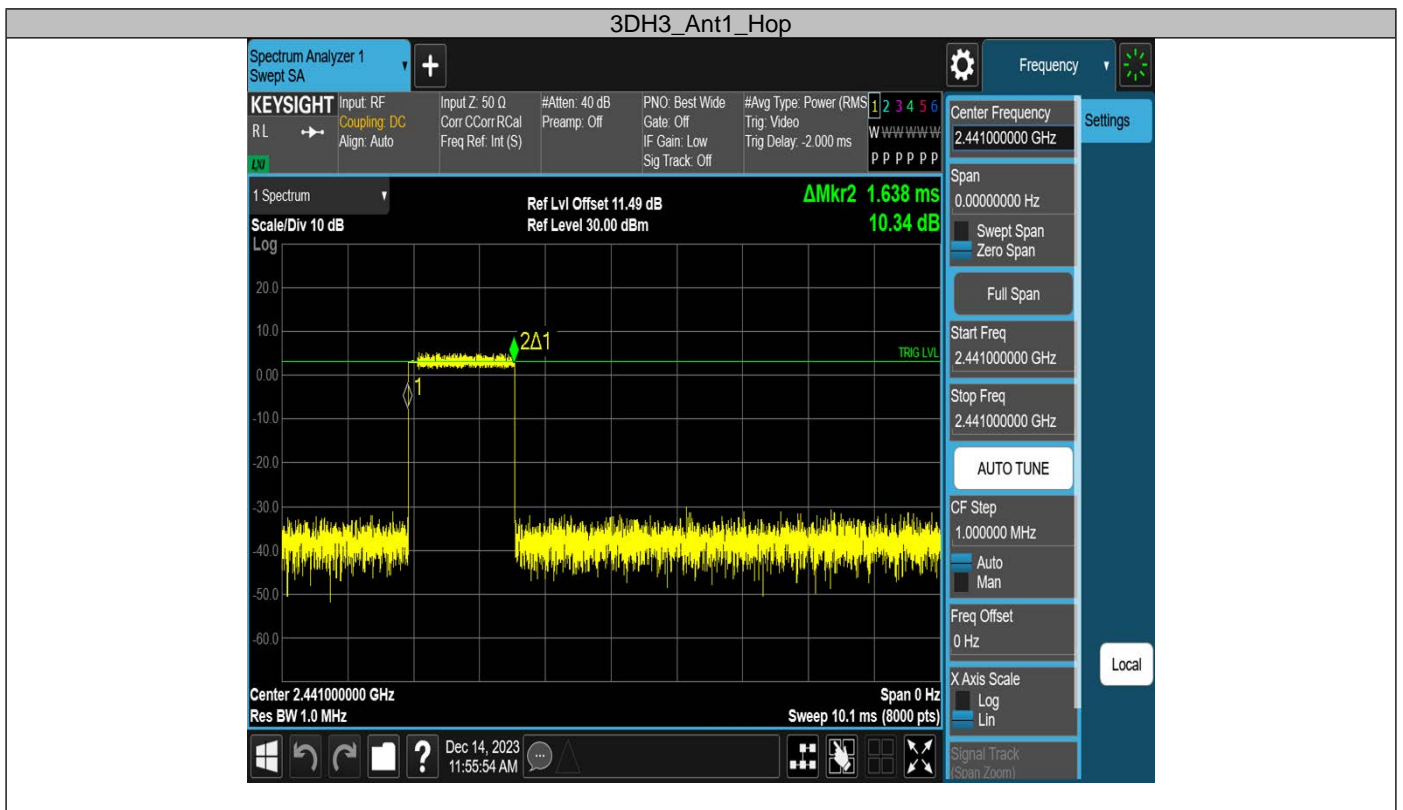 3DH3_Ant1_Hop
Spectrum Analyzer 1
Swept SA
+
Frequency
KEYSIGHT
RL
LXI
Input: RF
Coupling: DC
Align: Auto
Input Z: 50 Ω
Corr CCorr RCal
Freq Ref: Int (S)
#Atten: 40 dB
Preamp: Off
PNO: Best Wide
Gate: Off
IF Gain: Low
Sig Track: Off
#Avg Type: Power (RMS
Trig: Video
Trig Delay: -2.000 ms
1 2 3 4 5 6
W W W W W W
P P P P P P
1 Spectrum
Scale/Div 10 dB
Log
Ref Lvl Offset 11.49 dB
Ref Level 30.00 dBm
ΔMkr2 1.638 ms
10.34 dB
20.0
10.0
0.00
-10.0
-20.0
-30.0
-40.0
-50.0
-60.0
2Δ1
1
TRIG LVL
Center 2.441000000 GHz
Res BW 1.0 MHz
Span 0 Hz
Sweep 10.1 ms (8000 pts)
?
Dec 14, 2023
11:55:54 AM
Center Frequency
2.441000000 GHz
Span
0.00000000 Hz
Swept Span
Zero Span
Full Span
Start Freq
2.441000000 GHz
Stop Freq
2.441000000 GHz
AUTO TUNE
CF Step
1.000000 MHz
Auto
Man
Freq Offset
0 Hz
X Axis Scale
Log
Lin
Signal Track
(Span Zoom)
Settings
Local